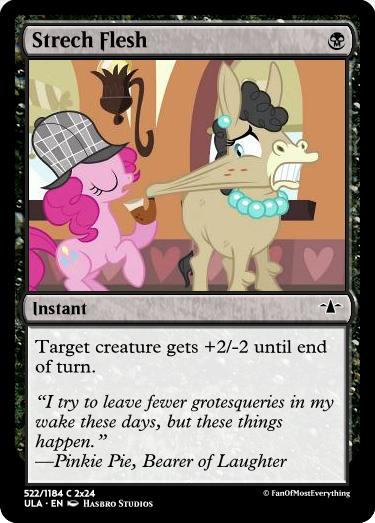 Strech Flesh
Instant
Target creature gets +2/-2 until end
of turn.
“I try to leave fewer grotesqueries in my
wake these days, but these things
happen.”
—Pinkie Pie, Bearer of Laughter
522/1184 C 2x24
ULA • EN Hasbro Studios
© FanOfMostEverything